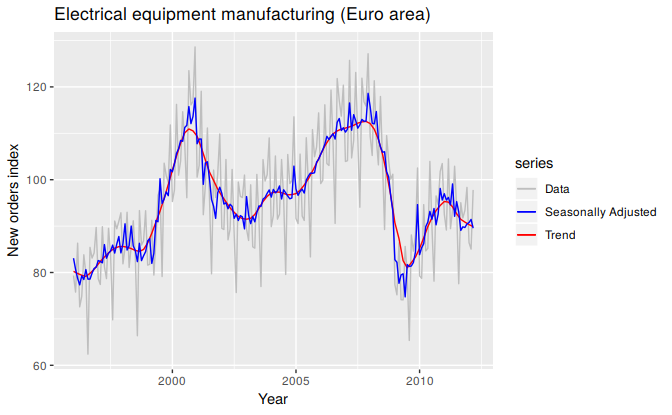 Electrical equipment manufacturing (Euro area)
New orders index
120
100
80
60
2000
2005
2010
Year
series
Data
Seasonally Adjusted
Trend